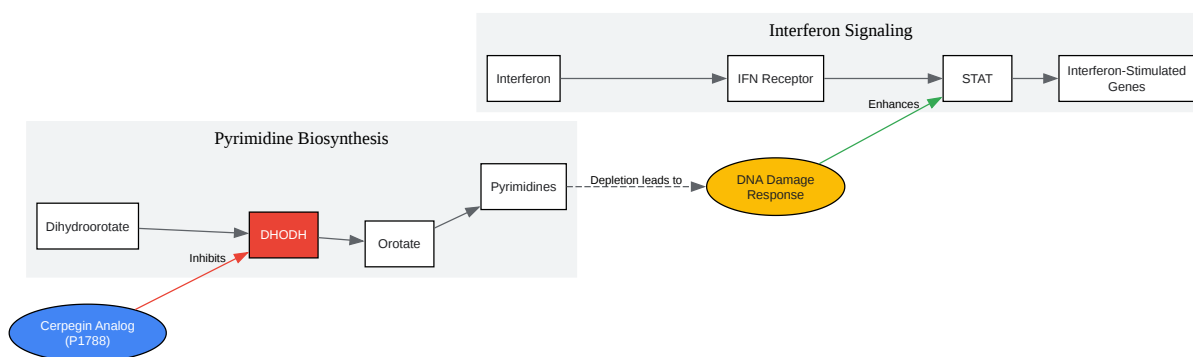 Interferon Signaling
Interferon
IFN Receptor
STAT
Interferon-Stimulated
Genes
Enhances
Pyrimidine Biosynthesis
Pyrimidines
Depletion leads to
DNA Damage
Response
Dihydroorotate
DHODH
Orotate
Inhibits
Cerpegin Analog
(P1788)